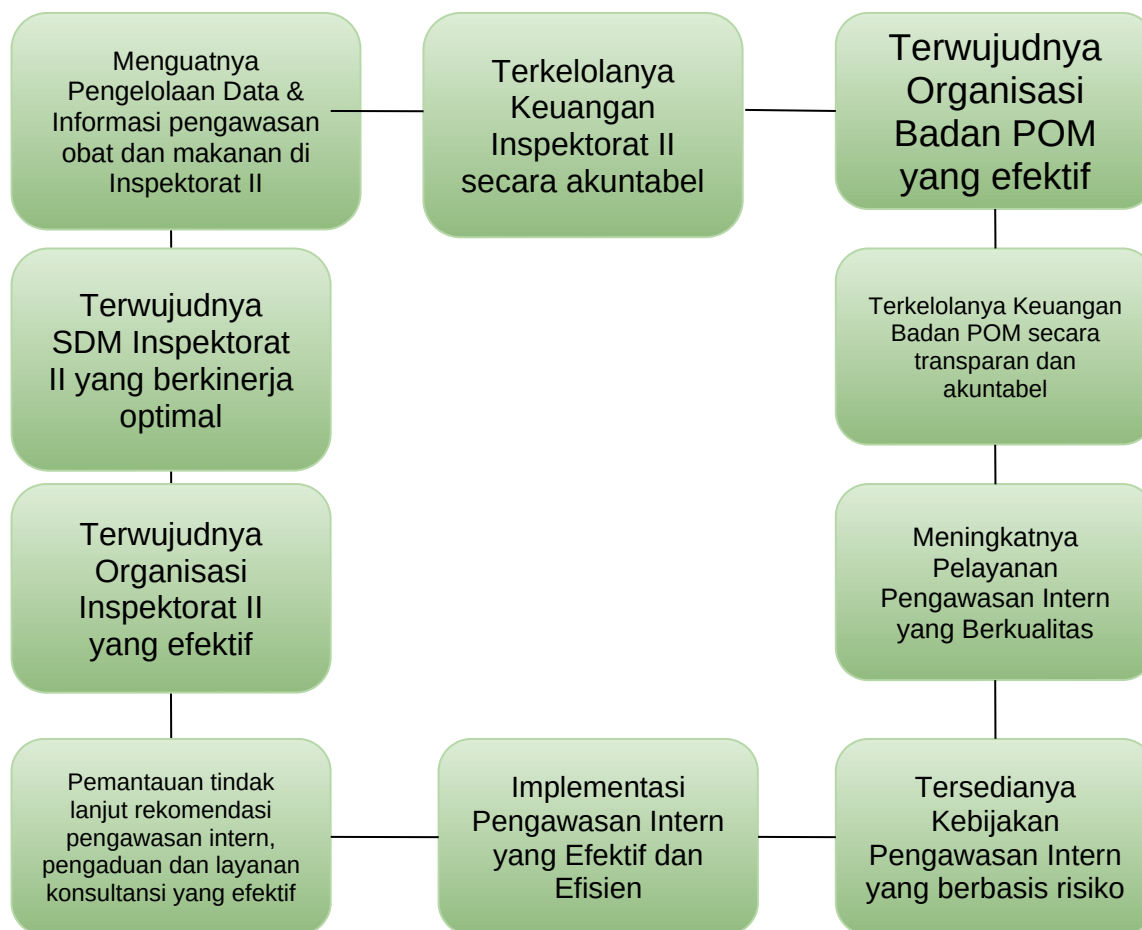 Menguatnya
Pengelolaan Data &
Informasi pengawasan
obat dan makanan di
Inspektorat II
Terkelolanya
Keuangan
Inspektorat II
secara akuntabel
Terwujudnya
Organisasi
Badan POM
yang efektif
Terwujudnya
SDM Inspektorat
II yang berkinerja
optimal
Terkelolanya Keuangan
Badan POM secara
transparan dan
akuntabel
Terwujudnya
Organisasi
Inspektorat II
yang efektif
Meningkatnya
Pelayanan
Pengawasan Intern
yang Berkualitas
Pemantauan tindak
lanjut rekomendasi
pengawasan intern,
pengaduan dan layanan
konsultansi yang efektif
Implementasi
Pengawasan Intern
yang Efektif dan
Efisien
Tersedianya
Kebijakan
Pengawasan Intern
yang berbasis risiko